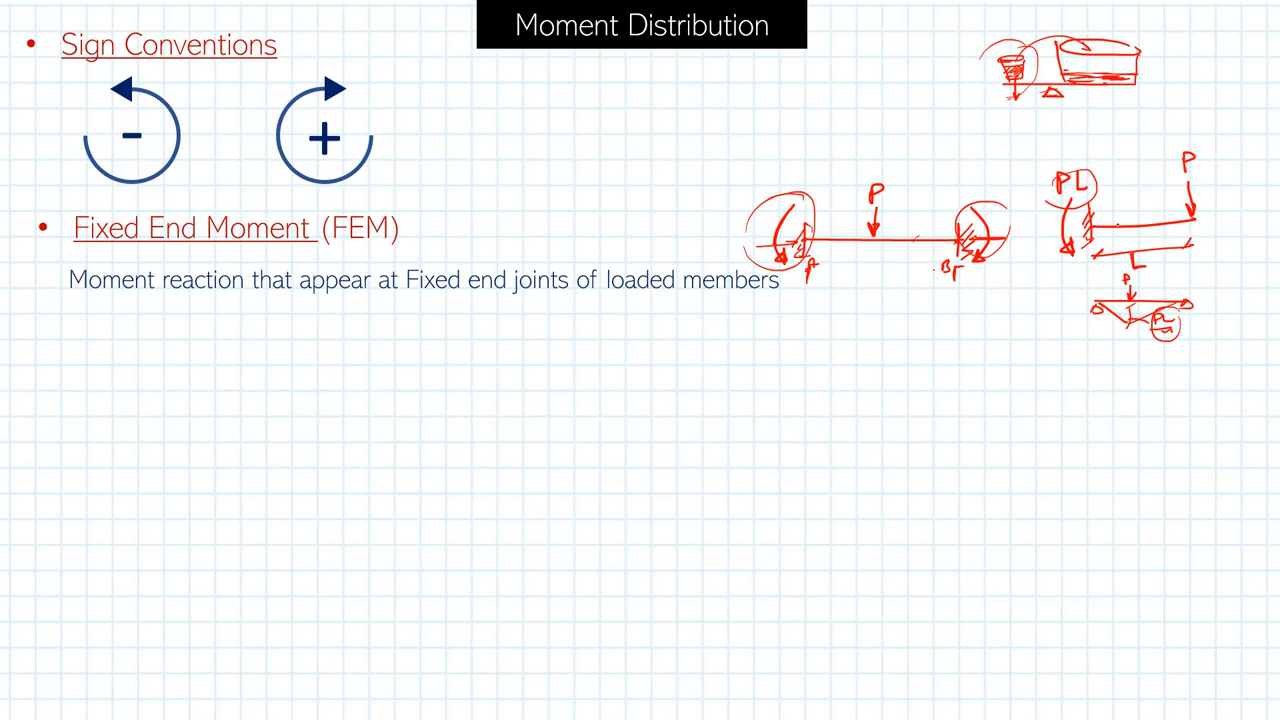 Moment Distribution
• Sign Conventions
- +
• Fixed End Moment (FEM)
Moment reaction that appear at Fixed end joints of loaded members
P
A
B
PL
P
L
P
PL